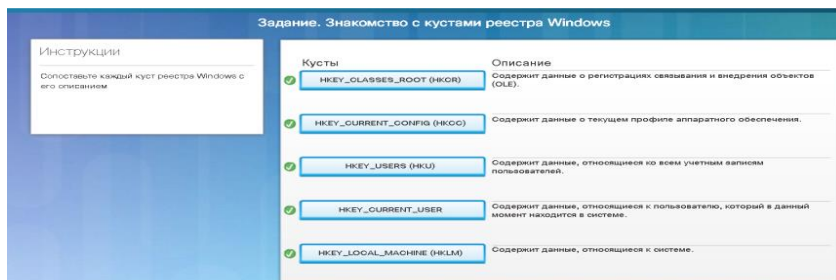 Задание. Знакомство с кустами реестра Windows
Инструкции
Сопоставьте каждый куст реестра Windows с
его описанием
Кусты
Описание
HKEY_CLASSES_ROOT (HKCR)
Содержит данные о регистрациях связывания и внедрения объектов
(OLE).
HKEY_CURRENT_CONFIG (HKCC)
Содержит данные о текущем профиле аппаратного обеспечения.
HKEY_USERS (HKU)
Содержит данные, относящиеся ко всем учетным записям
пользователей.
HKEY_CURRENT_USER
Содержит данные, относящиеся к пользователю, который в данный
момент находится в системе.
HKEY_LOCAL_MACHINE (HKLM)
Содержит данные, относящиеся к системе.